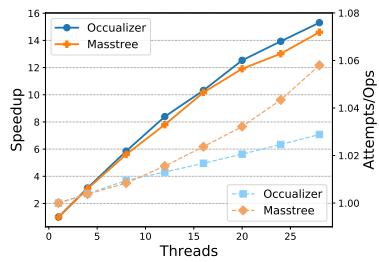 16
14
12
10
8
6
4
2
Speedup
Occualizer
Masstree
1.08
1.06
1.04
1.02
1.00
Attempts/Ops
Occualizer
Masstree
0
5
10
15
20
25
Threads